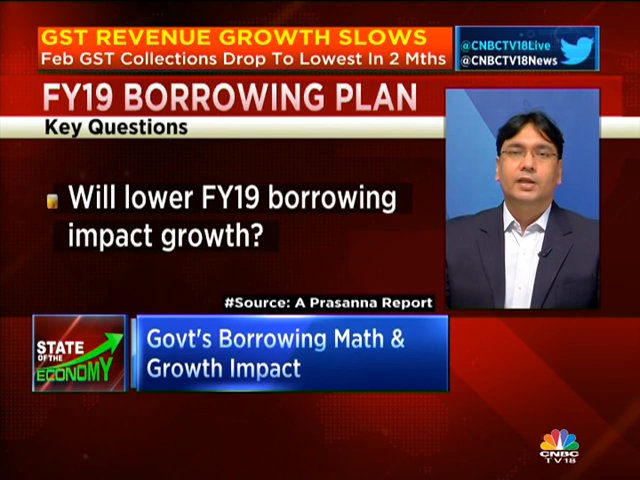 GST REVENUE GROWTH SLOWS
Feb GST Collections Drop To Lowest In 2 Mths
@CNBCTV18Live
@CNBCTV18News
FY19 BORROWING PLAN
Key Questions
Will lower FY19 borrowing
impact growth?
#Source: A Prasanna Report
STATE
OF THE
ECONOMY
Govt's Borrowing Math &
Growth Impact
CNBC
TV18